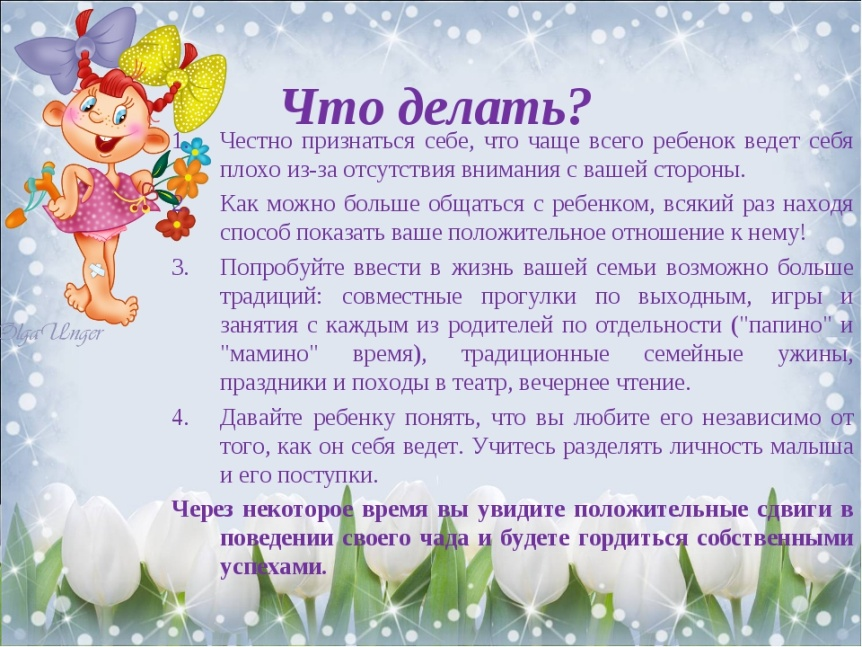 Что делать?
1. Честно признаться себе, что чаще всего ребенок ведет себя
плохо из-за отсутствия внимания с вашей стороны.
Как можно больше общаться с ребенком, всякий раз находя
способ показать ваше положительное отношение к нему!
3. Попробуйте ввести в жизнь вашей семьи возможно больше
традиций: совместные прогулки по выходным, игры и
занятия с каждым из родителей по отдельности ("папино" и
"мамино" время), традиционные семейные ужины,
праздники и походы в театр, вечернее чтение.
4. Давайте ребенку понять, что вы любите его независимо от
того, как он себя ведет. Учитесь разделять личность малыша
и его поступки.
Через некоторое время вы увидите положительные сдвиги в
поведении своего чада и будете гордиться собственными
успехами.
OlgaUngor